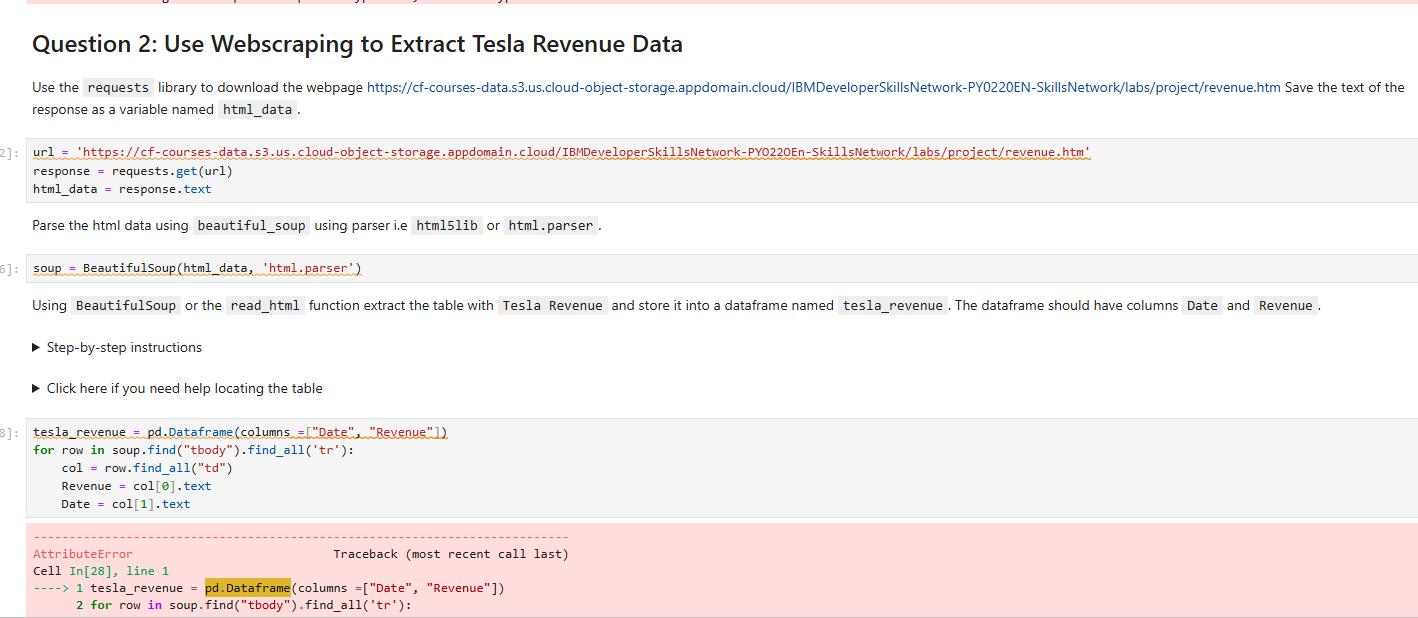 Question 2: Use Webscraping to Extract Tesla Revenue Data
Use the requests library to download the webpage https://cf-courses-data.s3.us.cloud-object-storage.appdomain.cloud/IBMDeveloperSkillsNetwork-PY0220EN-SkillsNetwork/labs/project/revenue.htm Save the text of the
response as a variable named html_data.
2]: url = 'https://cf-courses-data.s3.us.cloud-object-storage.appdomain.cloud/IBMDeveloperSkillsNetwork-PYO22OEn-SkillsNetwork/labs/project/revenue.htm'
response = requests.get(url)
html_data = response.text
Parse the html data using beautiful_soup using parser i.e html5lib or html.parser.
6]: soup = BeautifulSoup(html_data, 'html.parser')
Using BeautifulSoup or the read_html function extract the table with Tesla Revenue and store it into a dataframe named tesla_revenue. The dataframe should have columns Date and Revenue.
▶ Step-by-step instructions
▶ Click here if you need help locating the table
8]: tesla_revenue = pd.Dataframe(columns =["Date", "Revenue"])
for row in soup.find("tbody").find_all('tr'):
    col = row.find_all("td")
    Revenue = col[0].text
    Date = col[1].text
---------------------------------------------------------------------------
AttributeError                            Traceback (most recent call last)
Cell In[28], line 1
----> 1 tesla_revenue = pd.Dataframe(columns =["Date", "Revenue"])
      2 for row in soup.find("tbody").find_all('tr'):